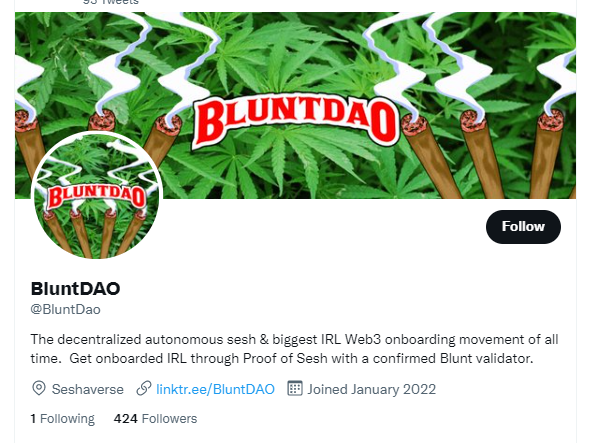 93 Tweets
BLUNTDAO
BLUNTDAO
Follow
BluntDAO
@BluntDao
The decentralized autonomous sesh & biggest IRL Web3 onboarding movement of all
time.  Get onboarded IRL through Proof of Sesh with a confirmed Blunt validator.
Seshaverse linktr.ee/BluntDAO Joined January 2022
1 Following 424 Followers